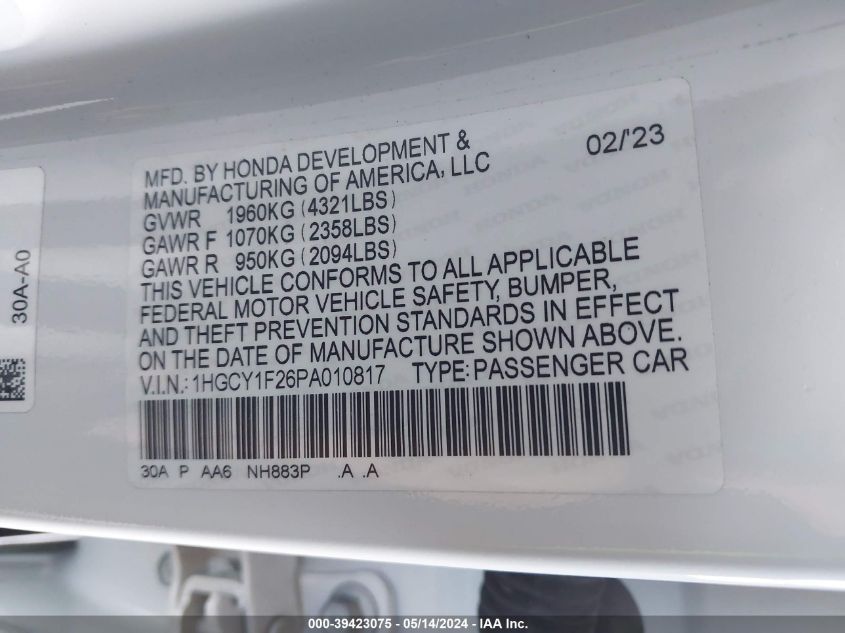 MFD. BY HONDA DEVELOPMENT & 02/'23
MANUFACTURING OF AMERICA, LLC
GVWR 1960KG (4321LBS)
GAWR F 1070KG (2358LBS)
GAWR R 950KG (2094LBS)
THIS VEHICLE CONFORMS TO ALL APPLICABLE
FEDERAL MOTOR VEHICLE SAFETY, BUMPER,
AND THEFT PREVENTION STANDARDS IN EFFECT
ON THE DATE OF MANUFACTURE SHOWN ABOVE.
V.I.N.: 1HGCY1F26PA010817 TYPE: PASSENGER CAR
30A P AA6 NH883P .A .A
30A-A0
000-39423075 - 05/14/2024 - IAA Inc.